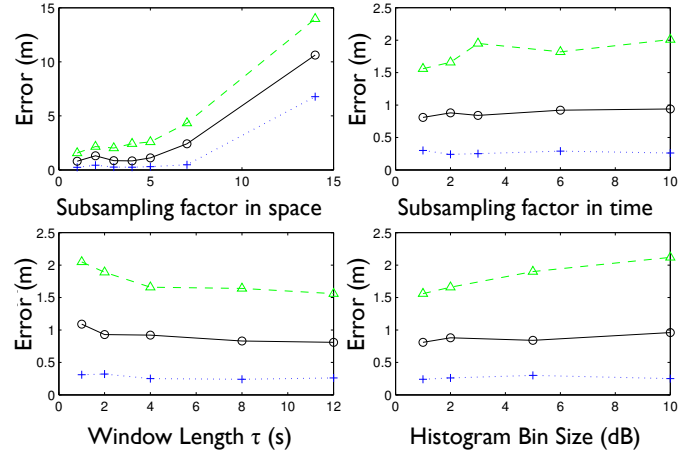 15
10
5
0
0 5 10 15
Error (m)
Subsampling factor in space
2.5
2
1.5
1
0.5
0
0 2 4 6 8 10
Error (m)
Subsampling factor in time
2.5
2
1.5
1
0.5
0
0 2 4 6 8 10 12
Error (m)
Window Length τ (s)
2.5
2
1.5
1
0.5
0
0 2 4 6 8 10
Error (m)
Histogram Bin Size (dB)